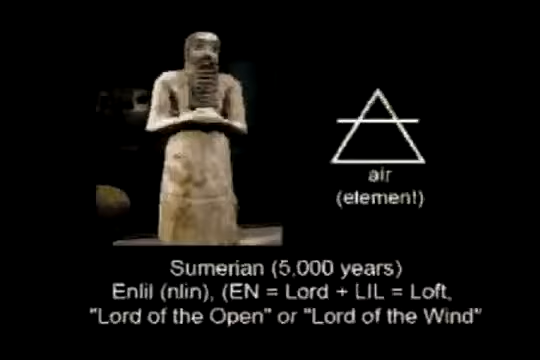 air
(element)
Sumerian (5,000 years)
Enlil (nlin), (EN = Lord + LIL = Loft,
"Lord of the Open" or "Lord of the Wind"